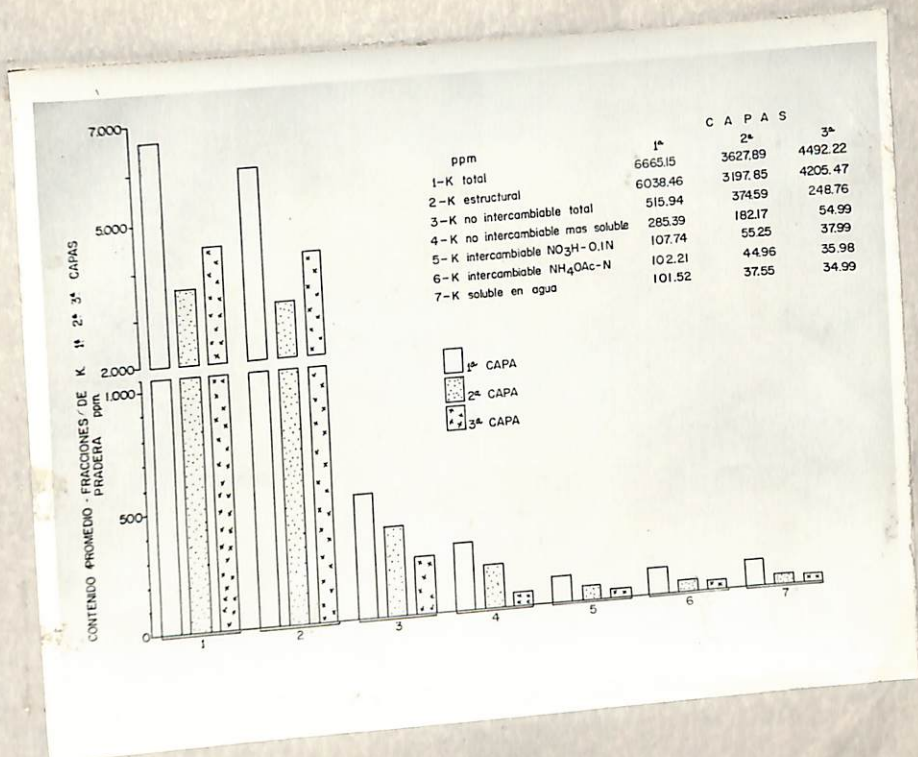 CONTENIDO PROMEDIO - FRACCIONES DE K 1ª 2ª 3ª CAPAS
PRADERA ppm
7.000
5.000
2.000
1.000
500
0
C A P A S
ppm 1ª 2ª 3ª
1-K total 6665.15 3627.89 4492.22
2-K estructural 6038.46 3197.85 4205.47
3-K no intercambiable total 515.94 374.59 248.76
4-K no intercambiable mas soluble 285.39 182.17 54.99
5-K intercambiable NO3H-0.1N 107.74 55.25 37.99
6-K intercambiable NH4OAc-N 102.21 44.96 35.98
7-K soluble en agua 101.52 37.55 34.99
1ª CAPA
2ª CAPA
3ª CAPA
1 2 3 4 5 6 7